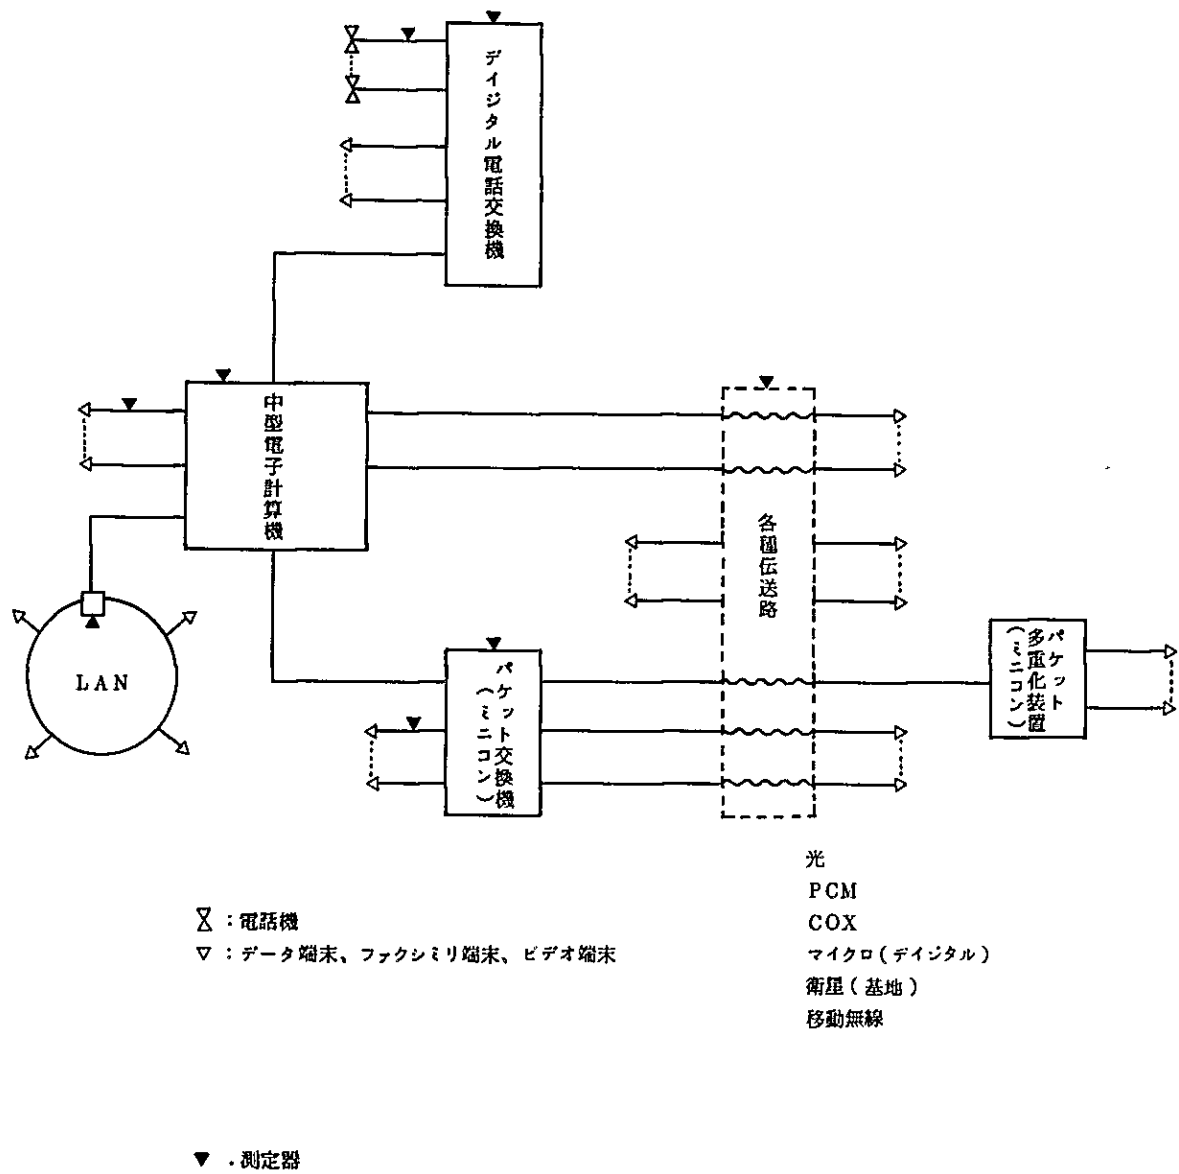 デイジタル電話交換機
中型電子計算機
各種伝送路
LAN
パケット交換機
(ミニコン)
パケット
多重化装置
(ミニコン)
光
PCM
COX
マイクロ(デイジタル)
衛星(基地)
移動無線
:電話機
▽:データ端末、ファクシミリ端末、ビデオ端末
▼.測定器